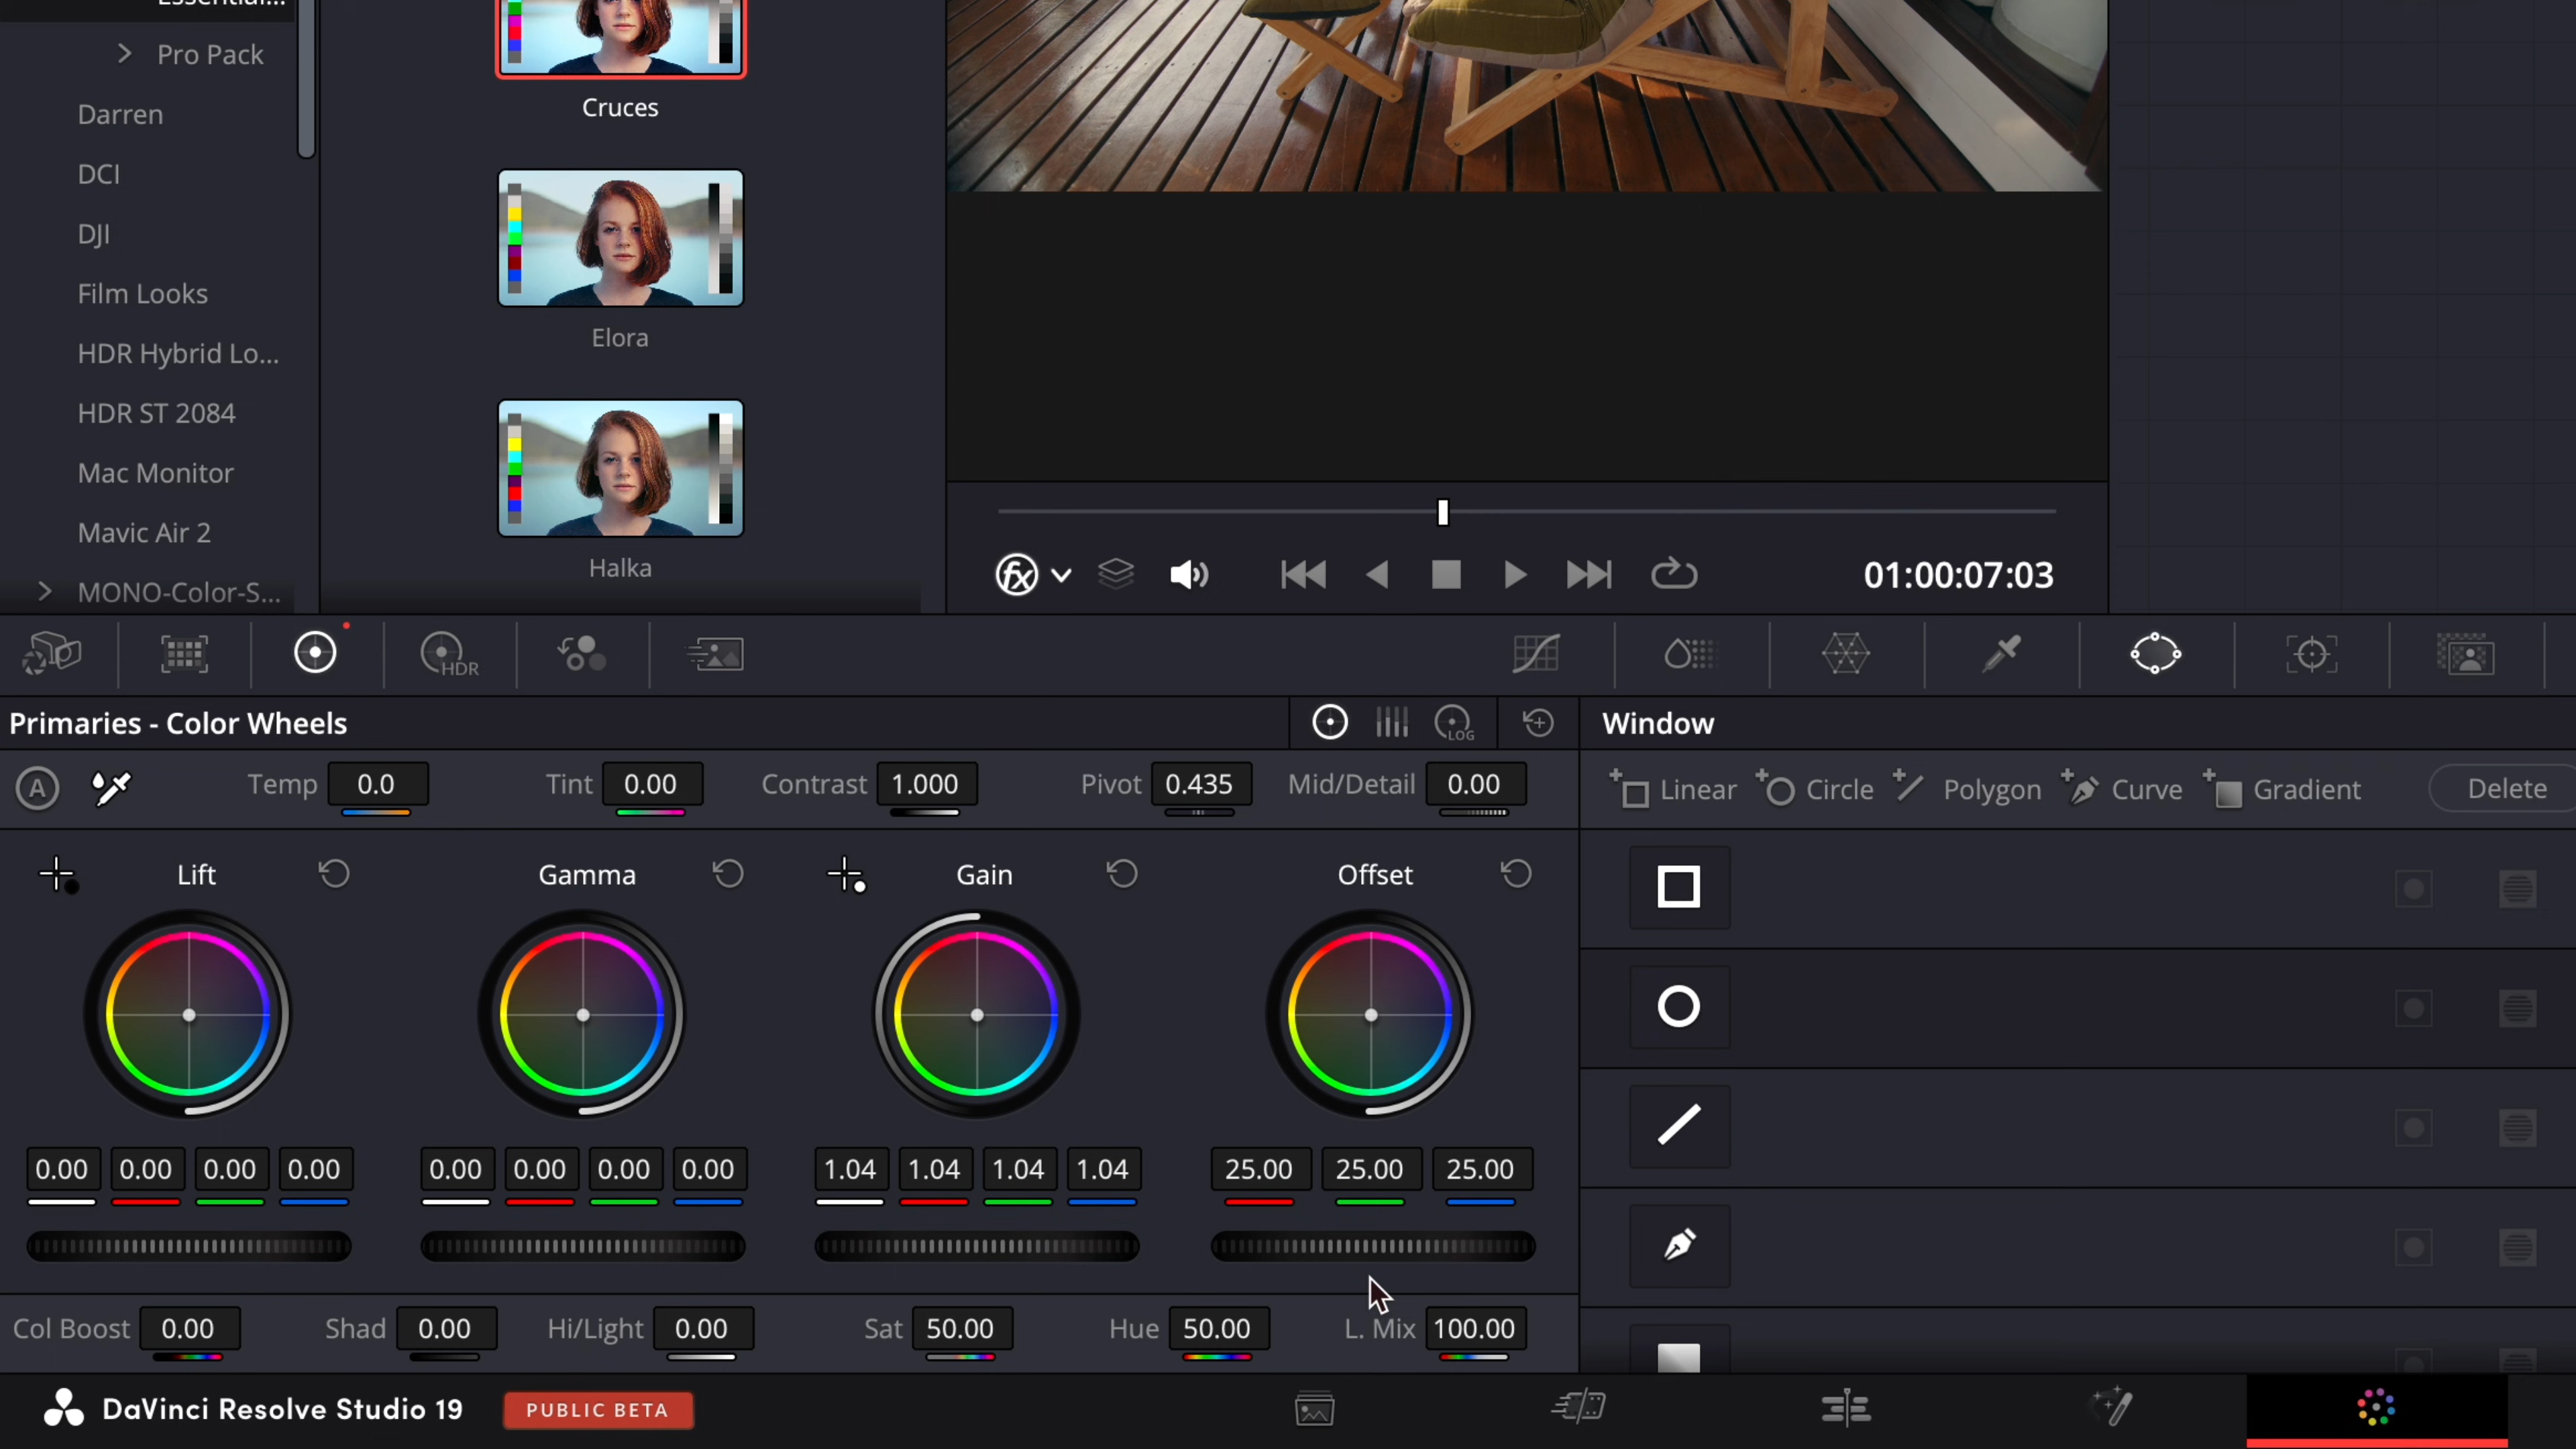 Essential...
Pro Pack
Darren
DCI
DJI
Film Looks
HDR Hybrid Lo...
HDR ST 2084
Mac Monitor
Mavic Air 2
MONO-Color-S...
Cruces
Elora
Halka
fx
01:00:07:03
HDR
Primaries - Color Wheels
LOG
Window
A
Temp 0.0 Tint 0.00 Contrast 1.000 Pivot 0.435 Mid/Detail 0.00
Linear Circle Polygon Curve Gradient Delete
Lift Gamma Gain Offset
0.00 0.00 0.00 0.00 0.00 0.00 0.00 0.00 1.04 1.04 1.04 1.04 25.00 25.00 25.00
Col Boost 0.00 Shad 0.00 Hi/Light 0.00 Sat 50.00 Hue 50.00 L. Mix 100.00
DaVinci Resolve Studio 19 PUBLIC BETA